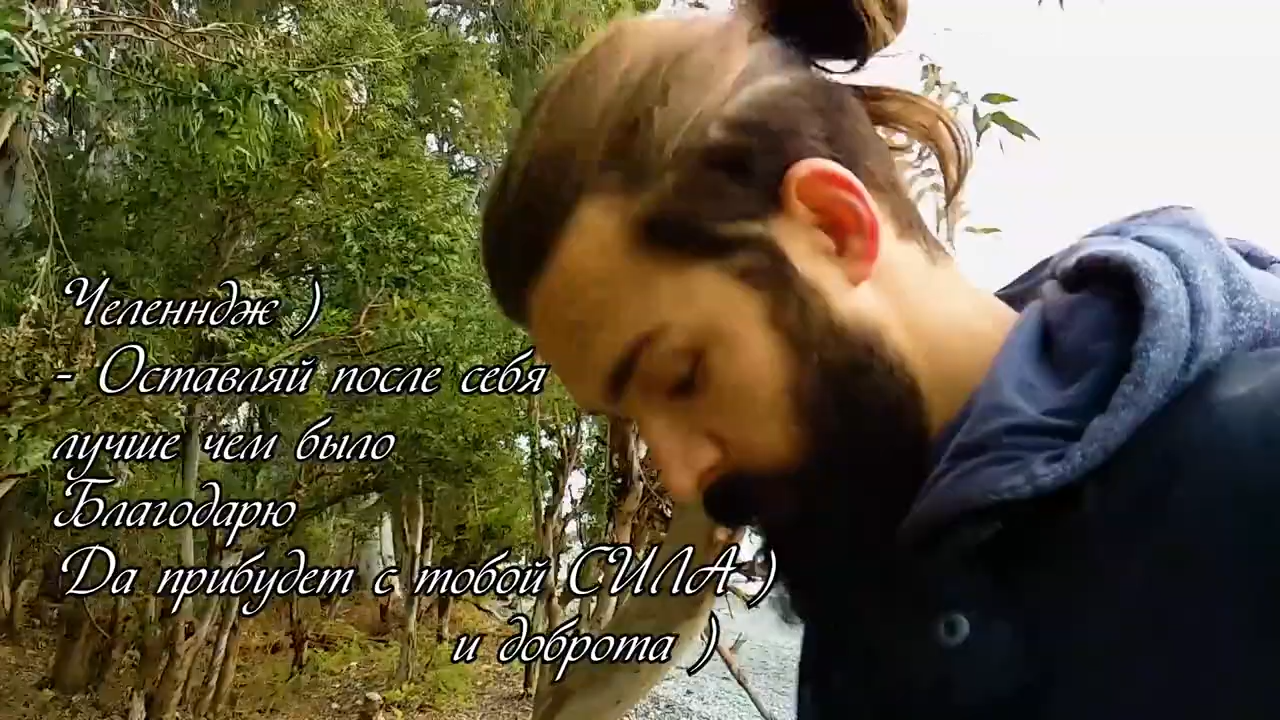 Челенндж )
- Оставляй после себя
лучше чем было
Благодарю
Да прибудет с тобой СИЛА )
и доброта )